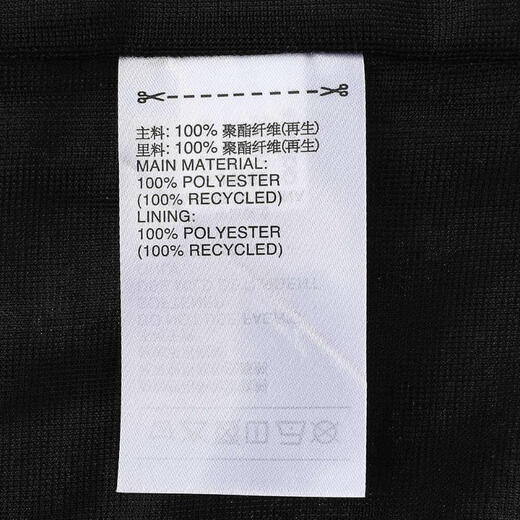 主料: 100% 聚酯纤维(再生)
里料: 100% 聚酯纤维(再生)
MAIN MATERIAL:
100% POLYESTER
(100% RECYCLED)
LINING:
100% POLYESTER
(100% RECYCLED)